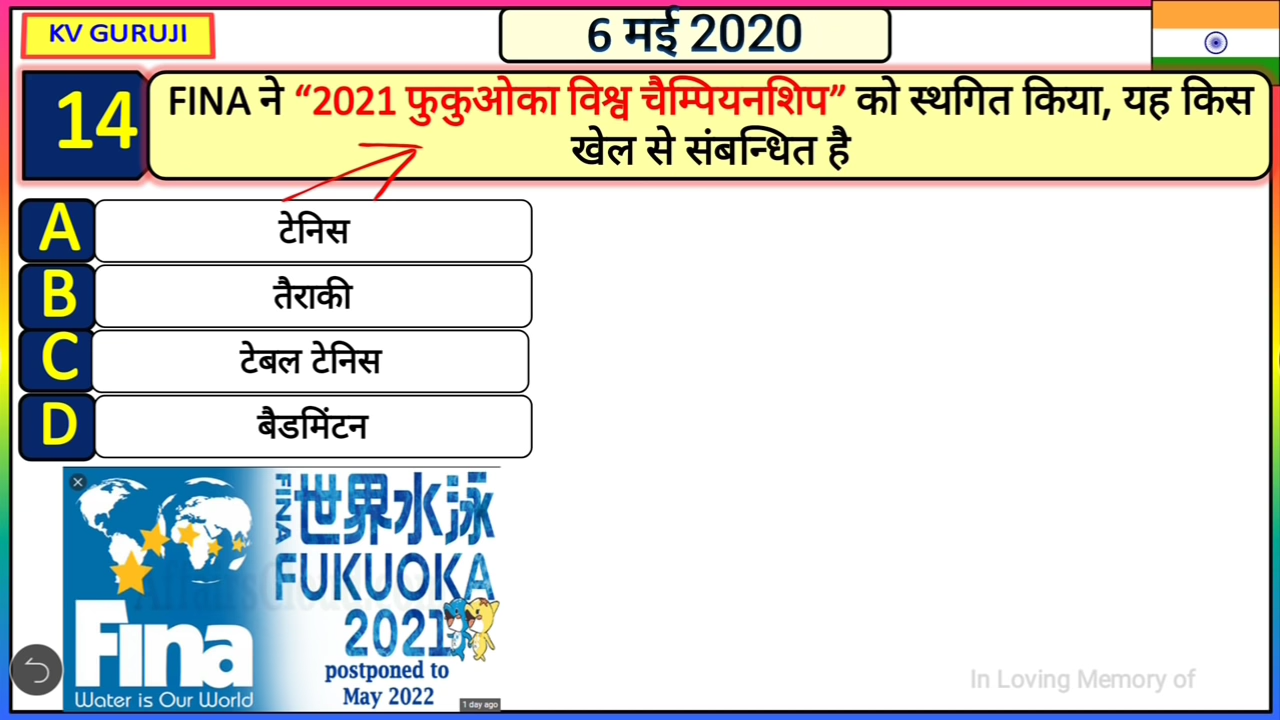 KV GURUJI
6 मई 2020
14
FINA ने “2021 फुकुओका विश्व चैम्पियनशिप” को स्थगित किया, यह किस
खेल से संबन्धित है
A
टेनिस
B
तैराकी
C
टेबल टेनिस
D
बैडमिंटन
FINA
世界水泳
FUKUOKA
2021
postponed to
May 2022
Fina
Water is Our World
1 day ago
In Loving Memory of